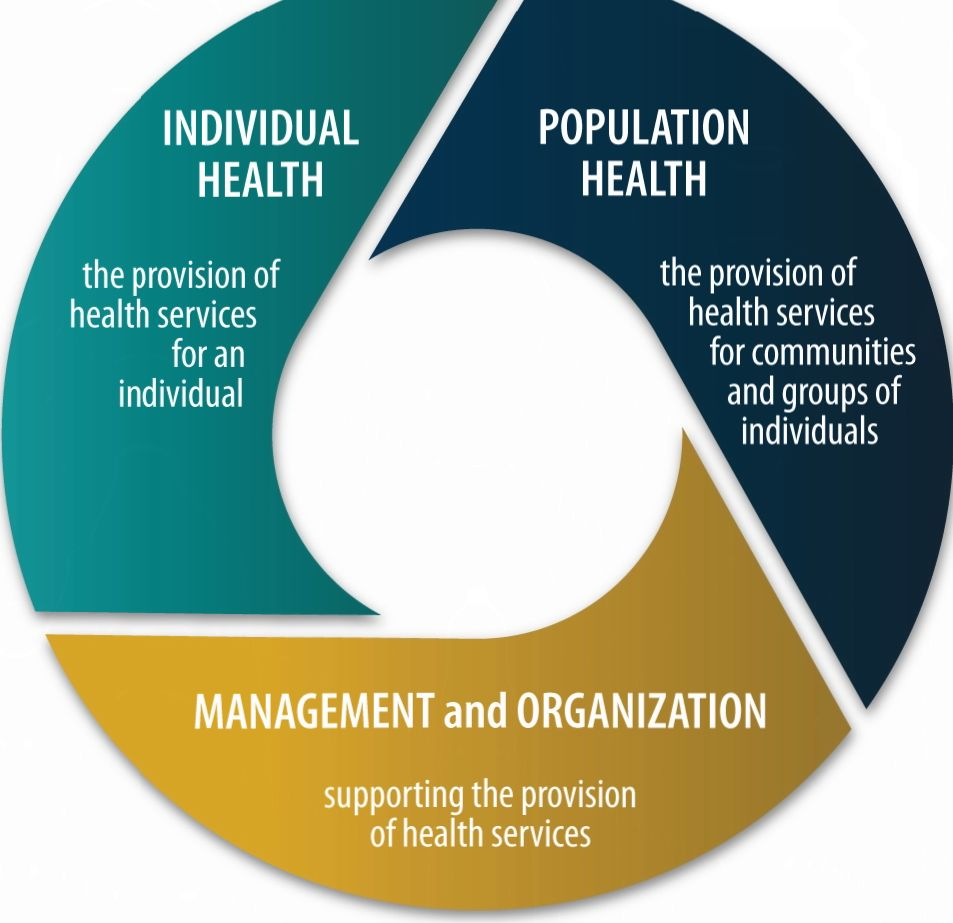 INDIVIDUAL
HEALTH
the provision of
health services
for an
individual
POPULATION
HEALTH
the provision of
health services
for communities
and groups of
individuals
MANAGEMENT and ORGANIZATION
supporting the provision
of health services